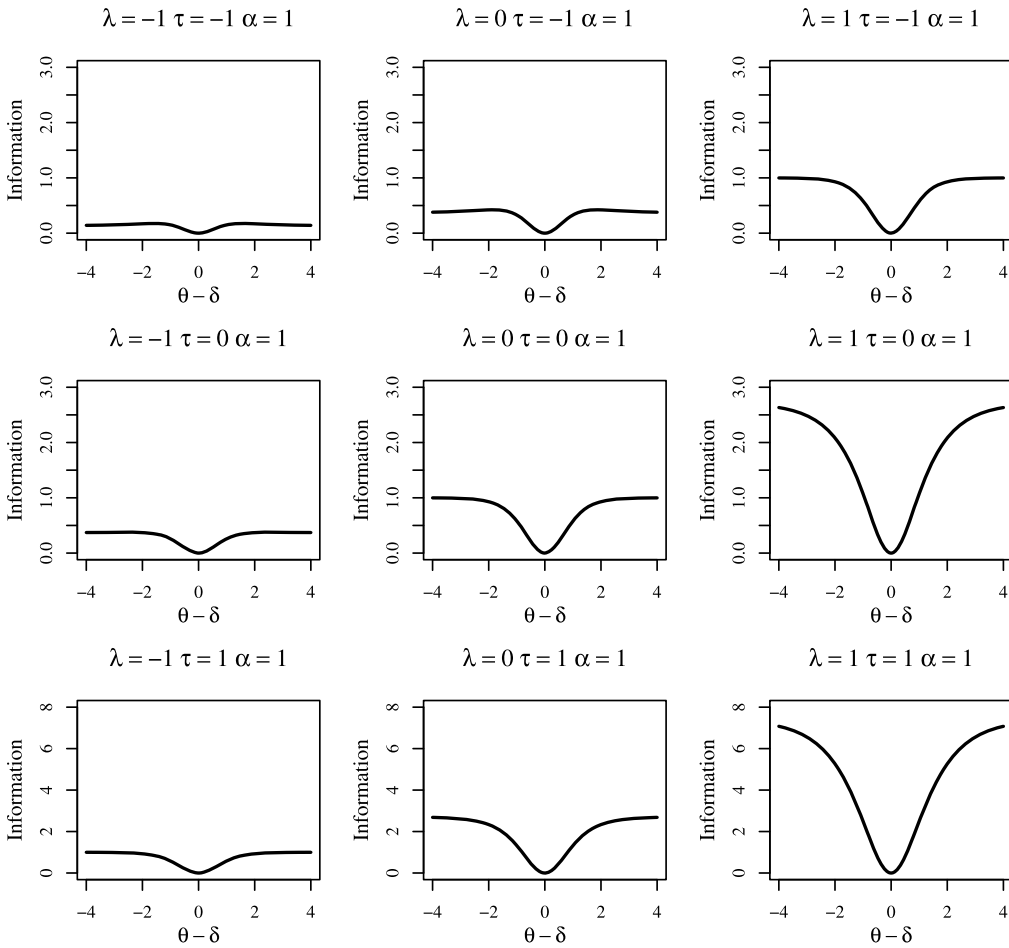 λ = −1 τ = −1 α = 1
Information
0.0 1.0 2.0 3.0
−4 −2 0 2 4
θ − δ
λ = 0 τ = −1 α = 1
Information
0.0 1.0 2.0 3.0
−4 −2 0 2 4
θ − δ
λ = 1 τ = −1 α = 1
Information
0.0 1.0 2.0 3.0
−4 −2 0 2 4
θ − δ
λ = −1 τ = 0 α = 1
Information
0.0 1.0 2.0 3.0
−4 −2 0 2 4
θ − δ
λ = 0 τ = 0 α = 1
Information
0.0 1.0 2.0 3.0
−4 −2 0 2 4
θ − δ
λ = 1 τ = 0 α = 1
Information
0.0 1.0 2.0 3.0
−4 −2 0 2 4
θ − δ
λ = −1 τ = 1 α = 1
Information
0 2 4 6 8
−4 −2 0 2 4
θ − δ
λ = 0 τ = 1 α = 1
Information
0 2 4 6 8
−4 −2 0 2 4
θ − δ
λ = 1 τ = 1 α = 1
Information
0 2 4 6 8
−4 −2 0 2 4
θ − δ